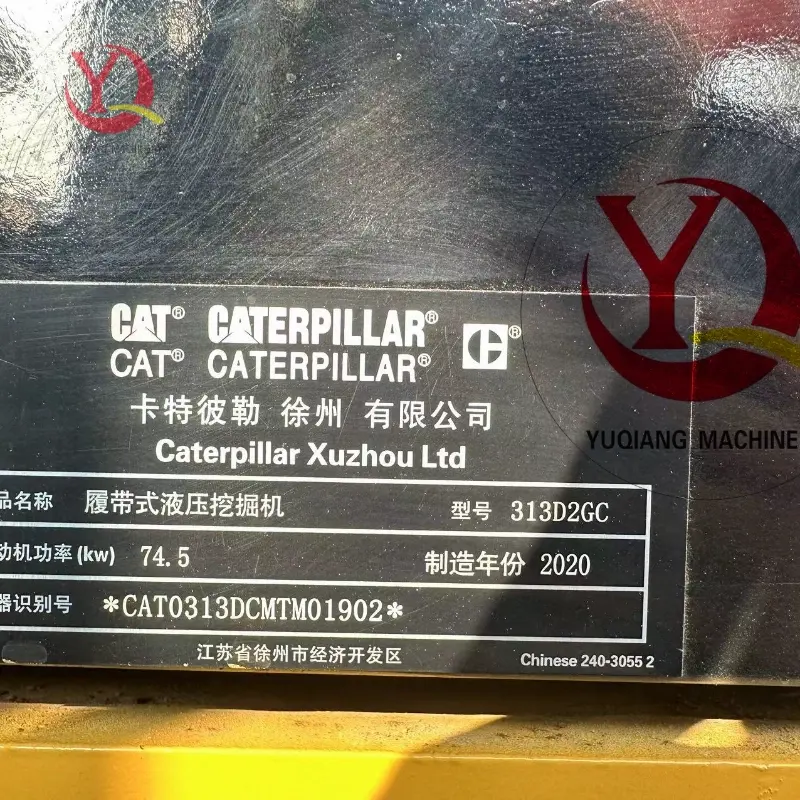 CAT® CATERPILLAR®
CAT® CATERPILLAR®
卡特彼勒 徐州 有限公司
Caterpillar Xuzhou Ltd
品名称 履带式液压挖掘机 型号 313D2GC
动机功率(kw) 74.5 制造年份 2020
器识别号 *CAT0313DCMTM01902*
江苏省徐州市经济开发区 Chinese 240-3055 2
YUQIANG MACHINE